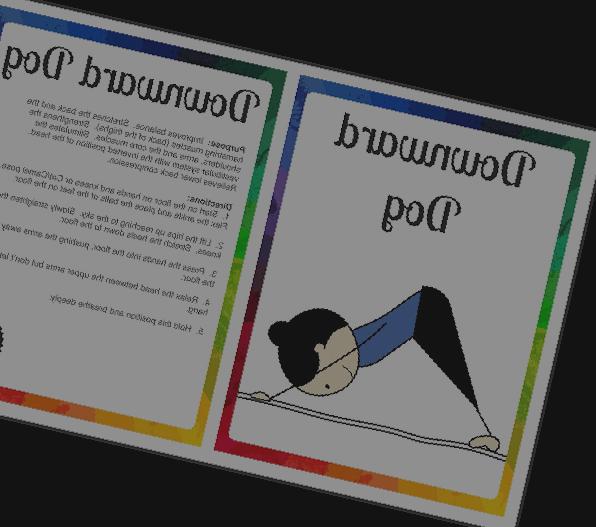 Downward
Dog
Downward Dog
Purpose: Improves balance. Stretches the back and the
hamstring muscles (back of the thighs). Strengthens the
shoulders, arms and the core muscles. Stimulates the
vestibular system with the inverted position of the head.
Relieves lower back compression.
Directions:
1. Start on the floor on hands and knees or Cat/Camel pose.
Flex the ankle and place the balls of the feet on the floor.
2. Lift the hips up reaching to the sky. Slowly straighten the
knees. Stretch the heels down to the floor.
3. Press the hands into the floor, pushing the arms away
the floor.
4. Relax the head between the upper arms but don't let
hang.
5. Hold this position and breathe deeply.